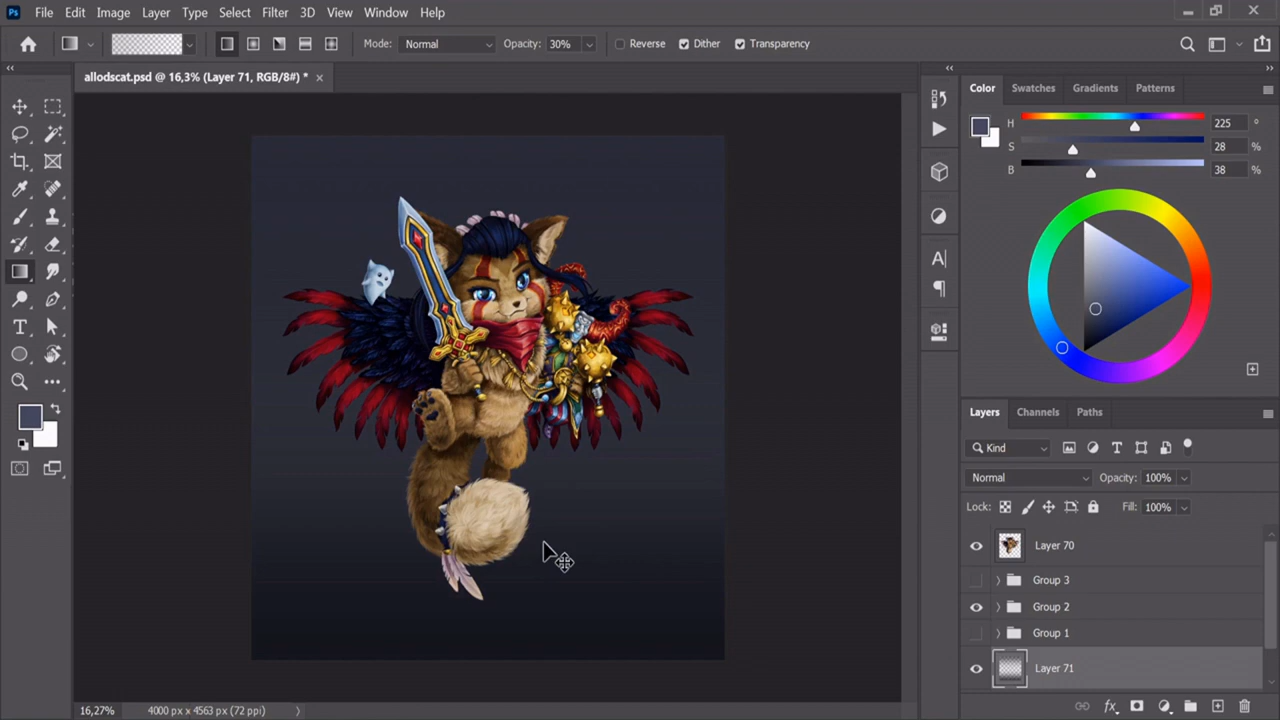 Ps File Edit Image Layer Type Select Filter 3D View Window Help
Mode: Normal Opacity: 30% Reverse Dither Transparency
allodscat.psd @ 16,3% (Layer 71, RGB/8#) * ×
Color Swatches Gradients Patterns
H 225 °
S 28 %
B 38 %
Layers Channels Paths
Kind
Normal Opacity: 100%
Lock: Fill: 100%
Layer 70
Group 3
Group 2
Group 1
Layer 71
16,27% 4000 px x 4563 px (72 ppi)